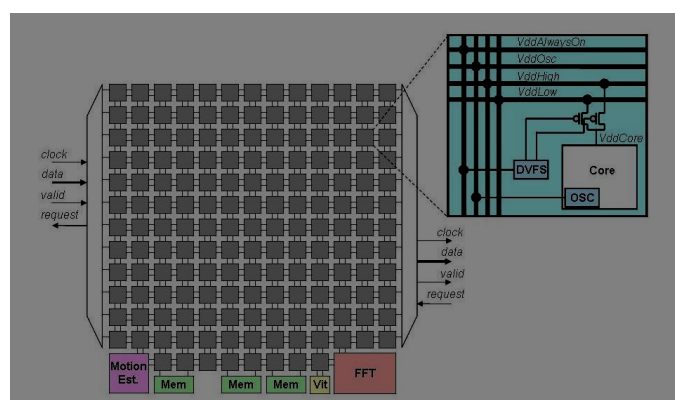 VddAlwaysOn
VddOsc
VddHigh
VddLow
VddCore
DVFS
Core
OSC
clock
data
valid
request
clock
data
valid
request
Motion
Est.
Mem
Mem
Mem
Vit
FFT